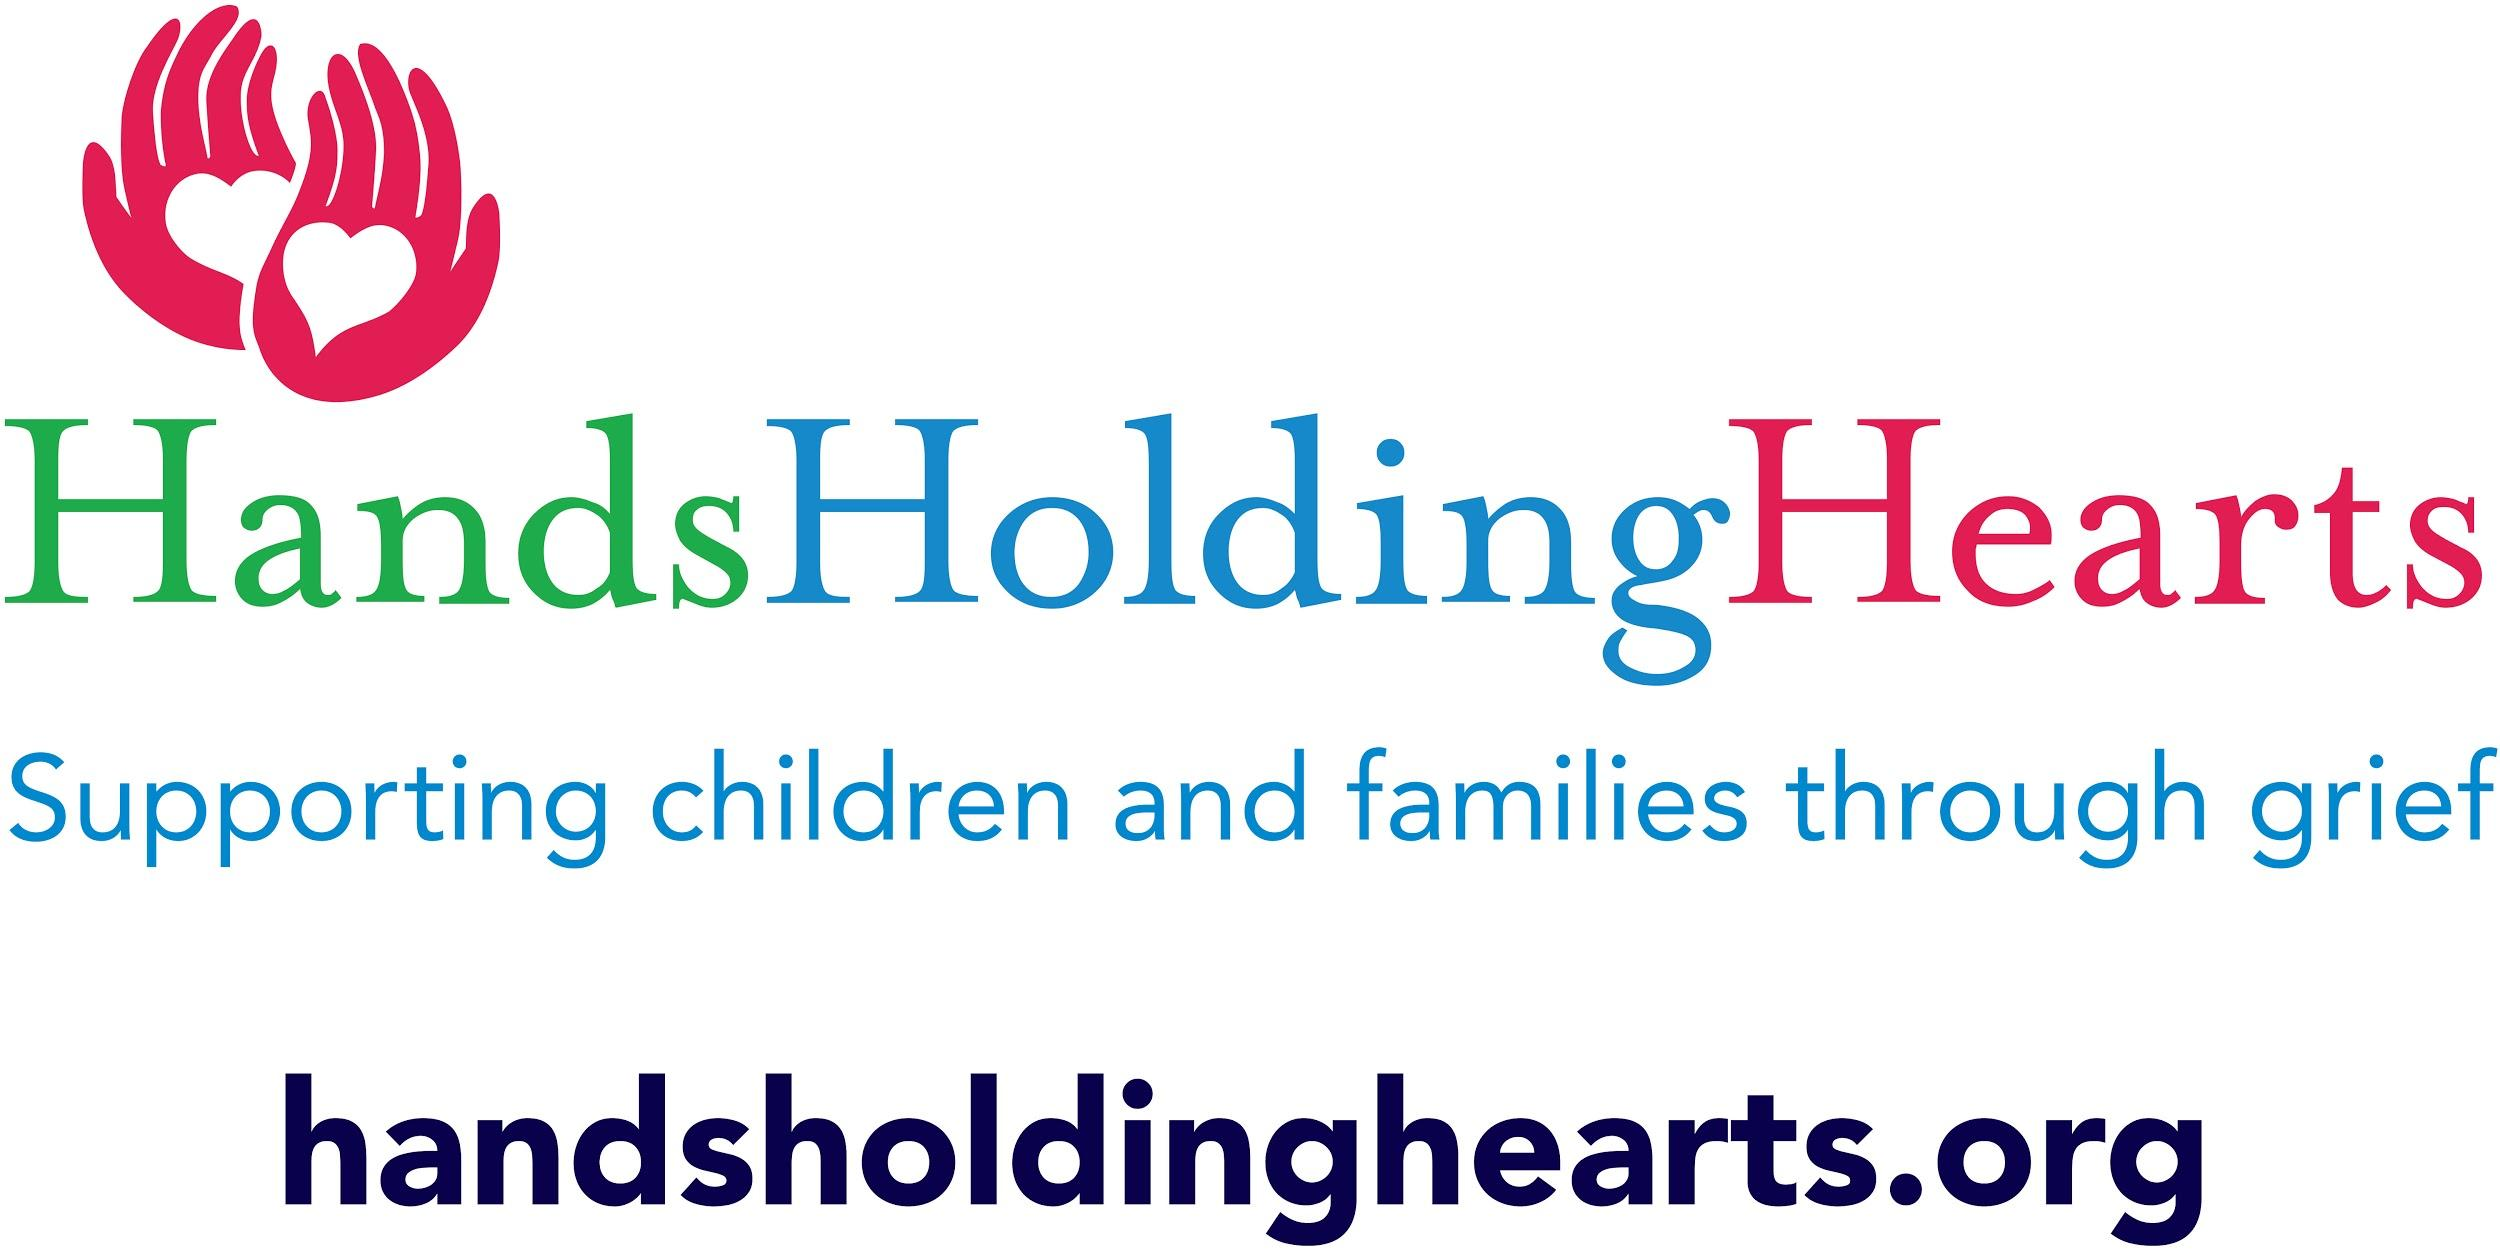 HandsHoldingHearts
Supporting children and families through grief
handsholdinghearts.org